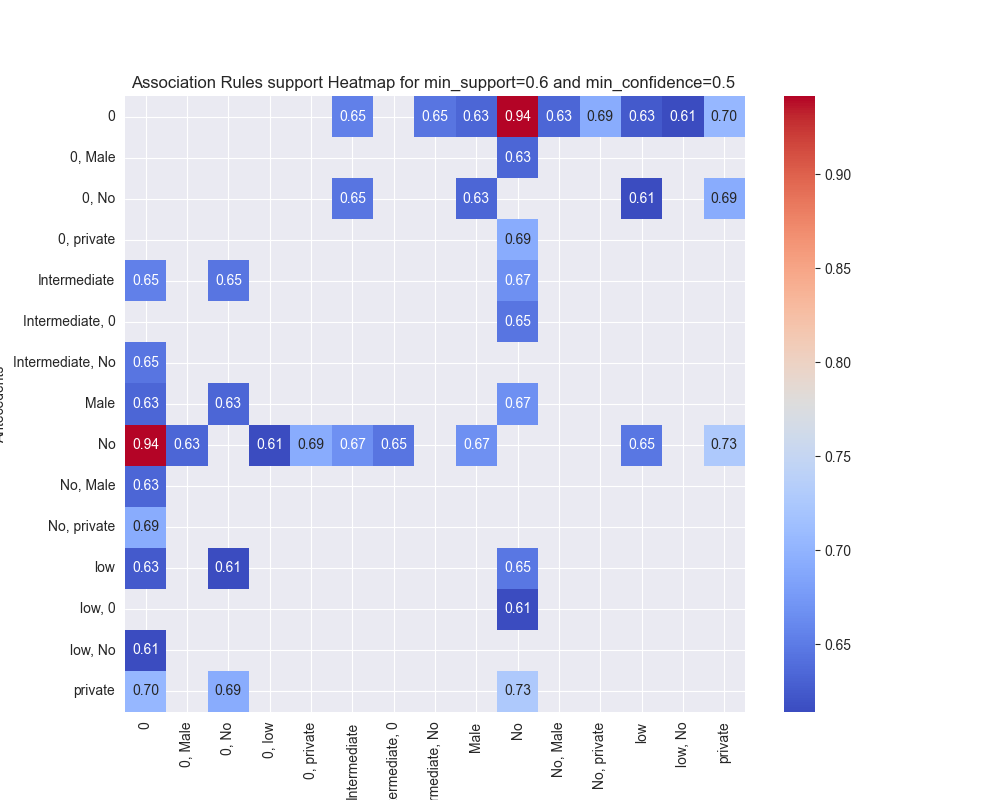 Association Rules support Heatmap for min_support=0.6 and min_confidence=0.5
0 0.65 0.65 0.63 0.94 0.63 0.69 0.63 0.61 0.70
0, Male 0.63
0, No 0.65 0.63 0.61 0.69
0, private 0.69
Intermediate 0.65 0.65 0.67
Intermediate, 0 0.65
Intermediate, No 0.65
Male 0.63 0.63 0.67
No 0.94 0.63 0.61 0.69 0.67 0.65 0.67 0.65 0.73
No, Male 0.63
No, private 0.69
low 0.63 0.61 0.65
low, 0 0.61
low, No 0.61
private 0.70 0.69 0.73
0
0, Male
0, No
0, low
0, private
Intermediate
ermediate, 0
rmediate, No
Male
No
No, Male
No, private
low
low, No
private
0.90
0.85
0.80
0.75
0.70
0.65